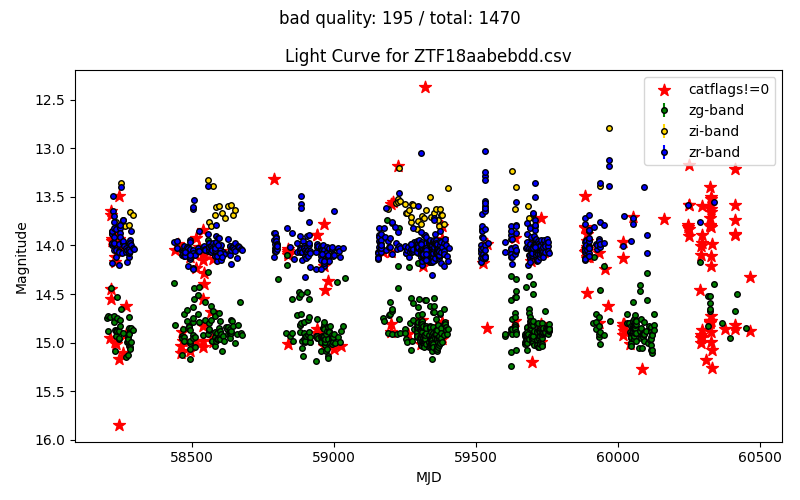 bad quality: 195 / total: 1470
Light Curve for ZTF18aabebdd.csv
catflags!=0
zg-band
zi-band
zr-band
12.5
13.0
13.5
14.0
14.5
15.0
15.5
16.0
Magnitude
58500
59000
59500
60000
60500
MJD